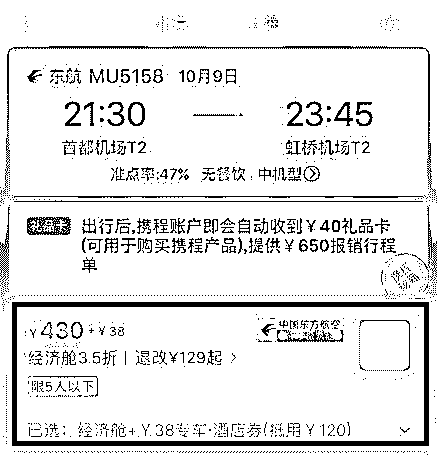 东航 MU5158 10月9日
21:30 23:45
首都机场T2 虹桥机场T2
准点率:47% 无餐饮 中机型
礼品卡 出行后,携程账户即会自动收到￥40礼品卡
(可用于购买携程产品),提供￥650报销行程
单
￥430+￥38
中国东方航空
经济舱3.5折 | 退改¥129起
限5人以下
已选: 经济舱+￥38专车·酒店券(抵用￥120)